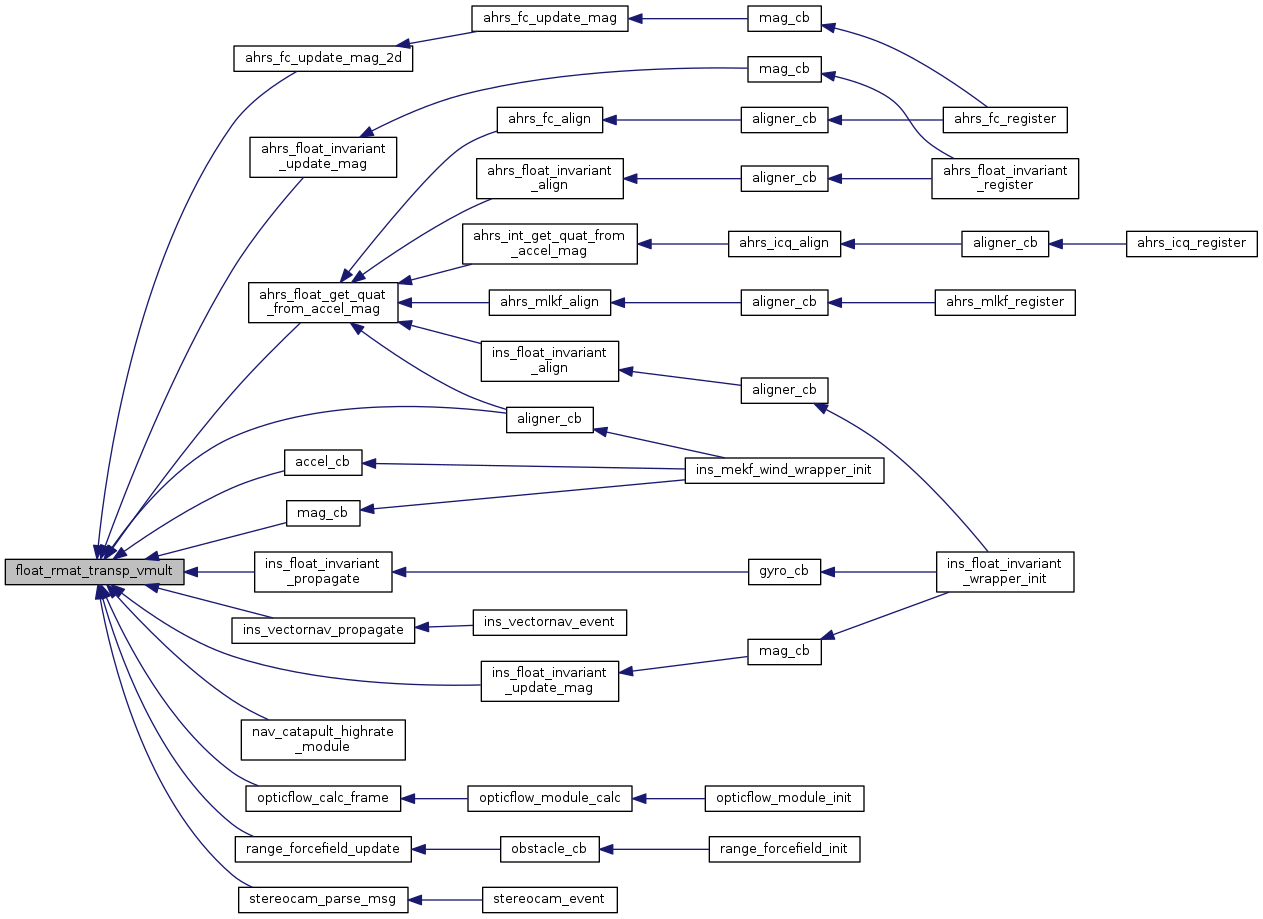 ahrs_fc_update_mag
mag_cb
ahrs_fc_update_mag_2d
mag_cb
ahrs_fc_align
aligner_cb
ahrs_fc_register
ahrs_float_invariant
_update_mag
ahrs_float_invariant
_align
aligner_cb
ahrs_float_invariant
_register
ahrs_int_get_quat_from
_accel_mag
ahrs_icq_align
aligner_cb
ahrs_icq_register
ahrs_float_get_quat
_from_accel_mag
ahrs_mlkf_align
aligner_cb
ahrs_mlkf_register
ins_float_invariant
_align
aligner_cb
aligner_cb
accel_cb
ins_mekf_wind_wrapper_init
mag_cb
float_rmat_transp_vmult
ins_float_invariant
_propagate
gyro_cb
ins_float_invariant
_wrapper_init
ins_vectornav_propagate
ins_vectornav_event
mag_cb
ins_float_invariant
_update_mag
nav_catapult_highrate
_module
opticflow_calc_frame
opticflow_module_calc
opticflow_module_init
range_forcefield_update
obstacle_cb
range_forcefield_init
stereocam_parse_msg
stereocam_event